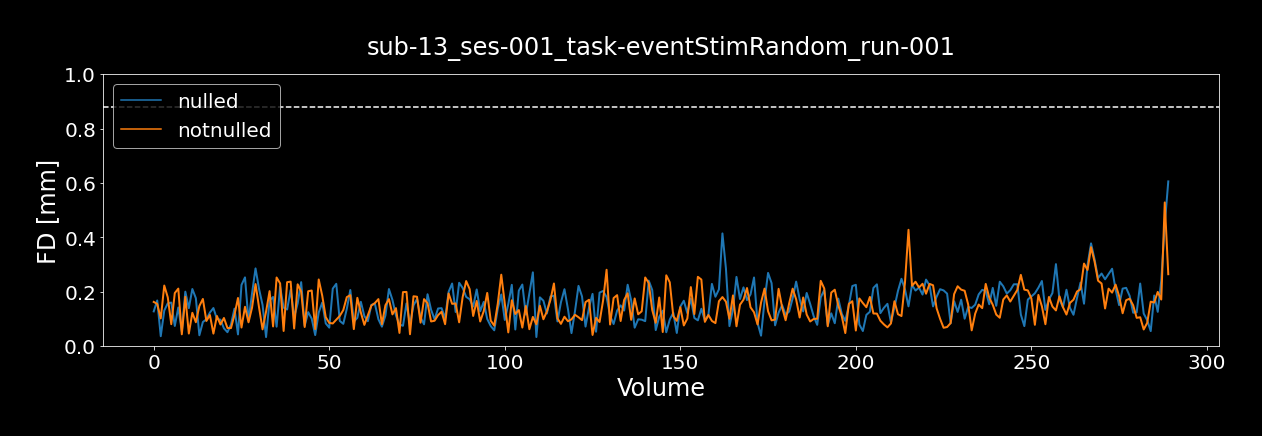 sub-13_ses-001_task-eventStimRandom_run-001
1.0
0.8
0.6
0.4
0.2
0.0
FD [mm]
nulled
notnulled
0 50 100 150 200 250 300
Volume